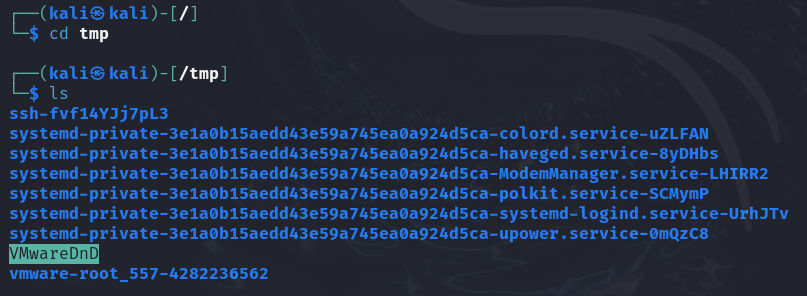 ┌──(kali㉿kali)-[/]
└─$ cd tmp
┌──(kali㉿kali)-[/tmp]
└─$ ls
ssh-fvf14YJj7pL3
systemd-private-3e1a0b15aedd43e59a745ea0a924d5ca-colord.service-uZLFAN
systemd-private-3e1a0b15aedd43e59a745ea0a924d5ca-haveged.service-8yDHbs
systemd-private-3e1a0b15aedd43e59a745ea0a924d5ca-ModemManager.service-LHIRR2
systemd-private-3e1a0b15aedd43e59a745ea0a924d5ca-polkit.service-SCMymP
systemd-private-3e1a0b15aedd43e59a745ea0a924d5ca-systemd-logind.service-UrhJTv
systemd-private-3e1a0b15aedd43e59a745ea0a924d5ca-upower.service-0mQzC8
VMwareDnD
vmware-root_557-4282236562